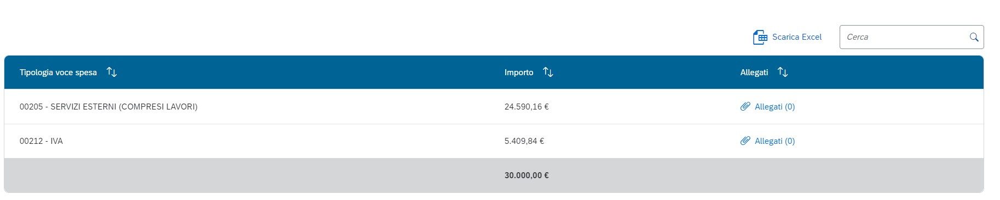 Scarica Excel
Cerca
Tipologia voce spesa Importo Allegati
00205 - SERVIZI ESTERNI (COMPRESI LAVORI) 24.590,16 € Allegati (0)
00212 - IVA 5.409,84 € Allegati (0)
30.000,00 €